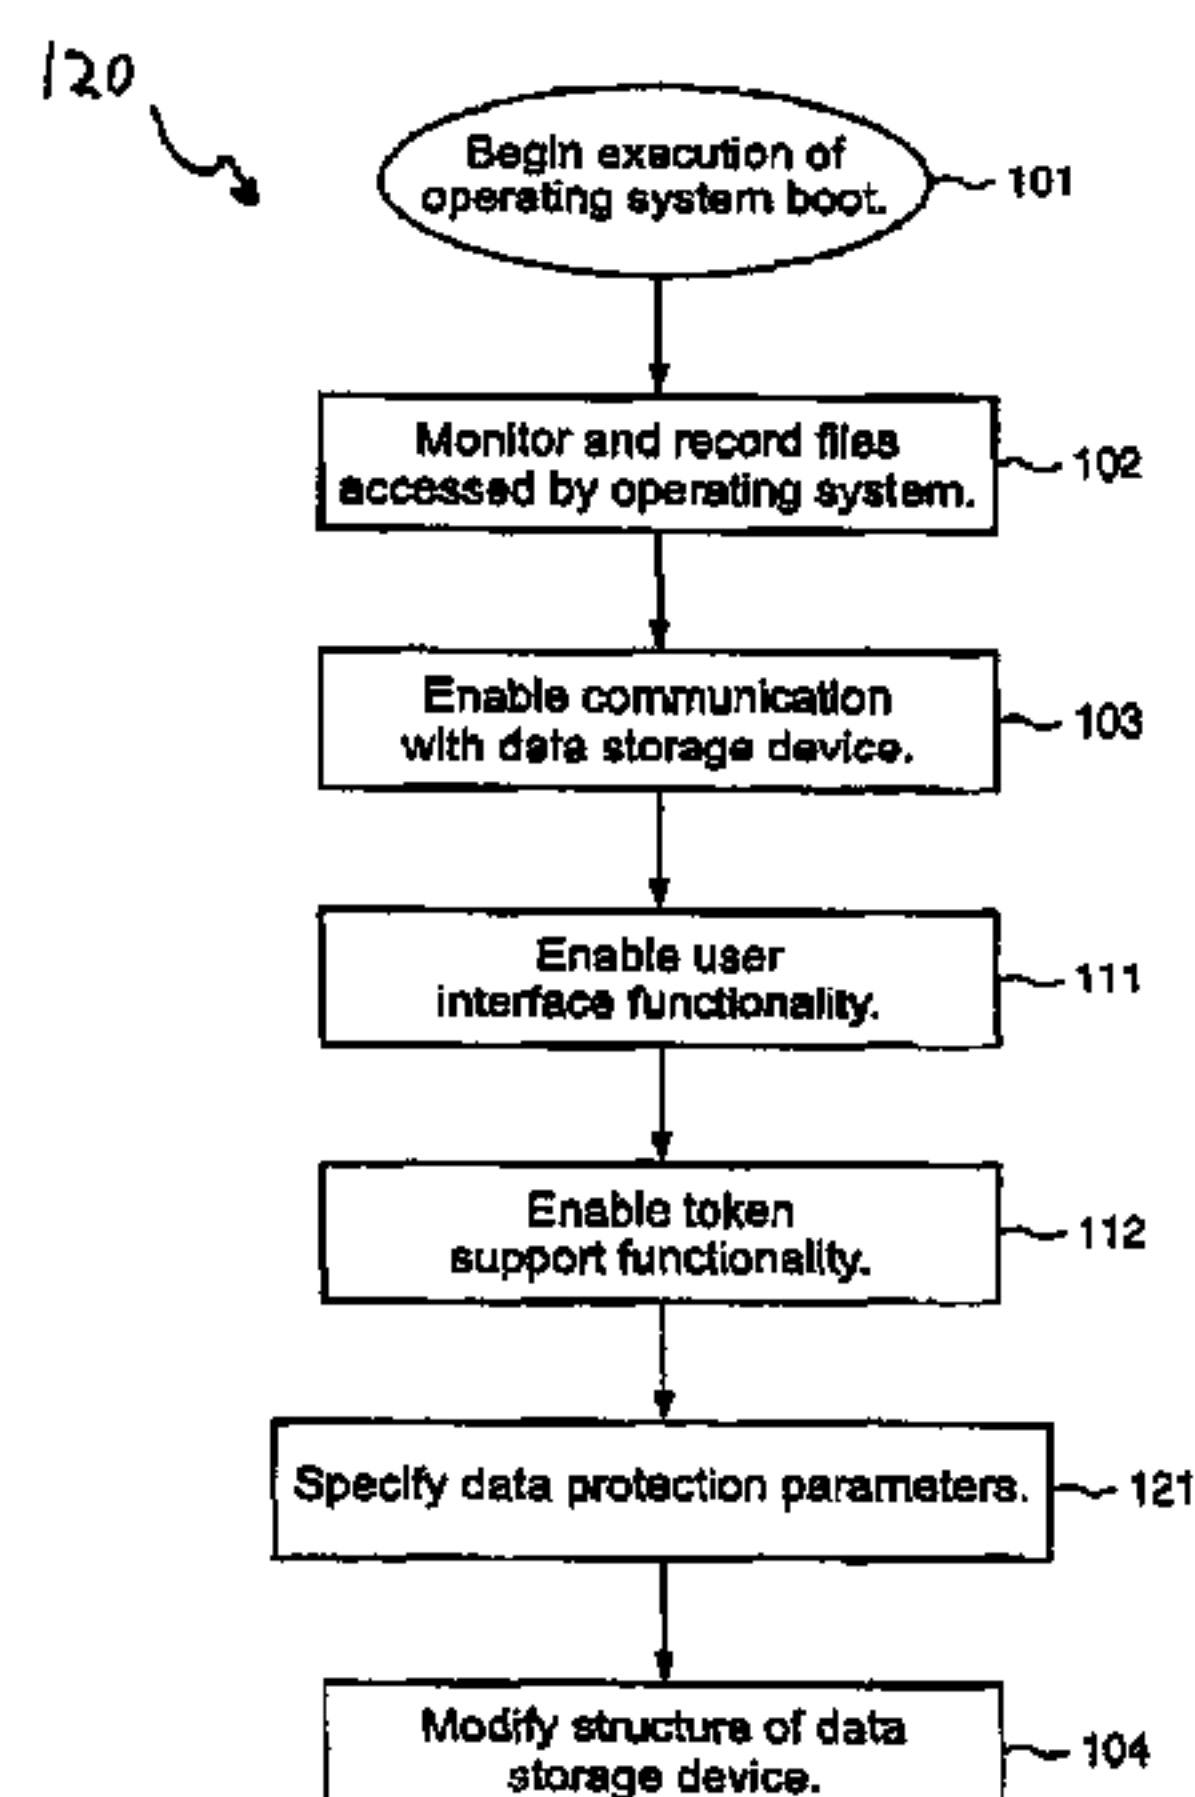 120
Begin execution of
operating system boot.
101
Monitor and record files
accessed by operating system.
102
Enable communication
with data storage device.
103
Enable user
interface functionality.
111
Enable token
support functionality.
112
Specify data protection parameters.
121
Modify structure of data
storage device.
104